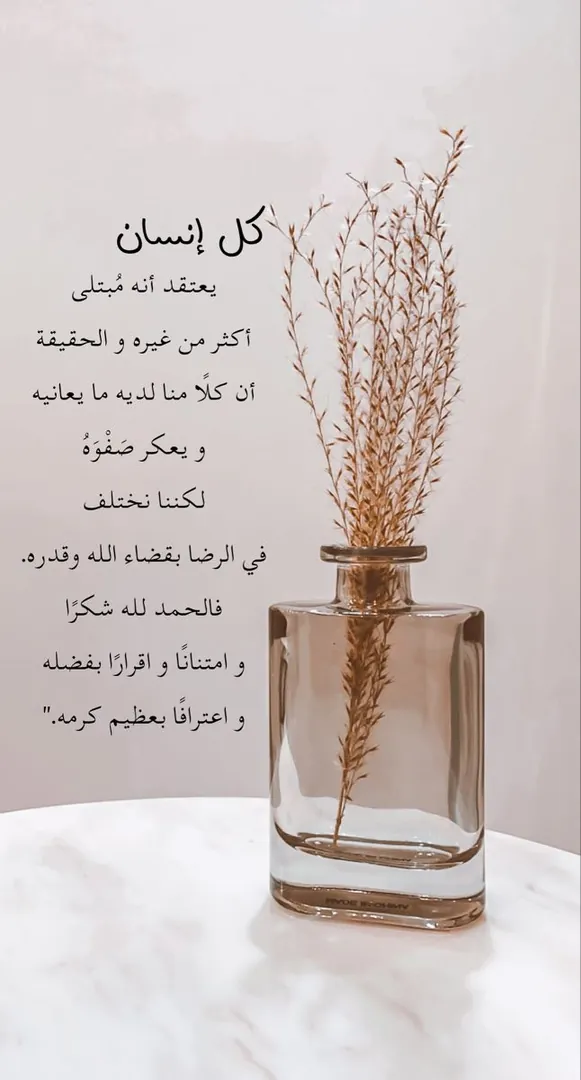 كل إنسان
يعتقد أنه مُبتلى
أكثر من غيره و الحقيقة
أن كلًا منا لديه ما يعانيه
و يعكر صَفْوَهُ
لكننا نختلف
في الرضا بقضاء الله وقدره.
فالحمد لله شكرًا
و امتنانًا و اقرارًا بفضله
و اعترافًا بعظيم كرمه."